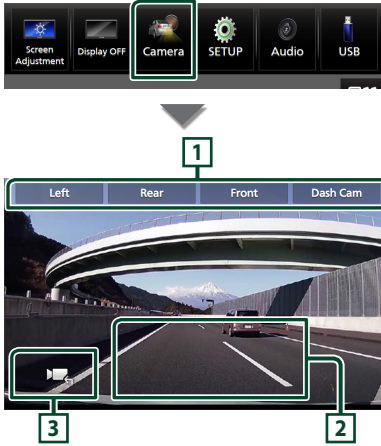 Screen
Adjustment
Display OFF
Camera
SETUP
Audio
USB
1
Left
Rear
Front
Dash Cam
3
2